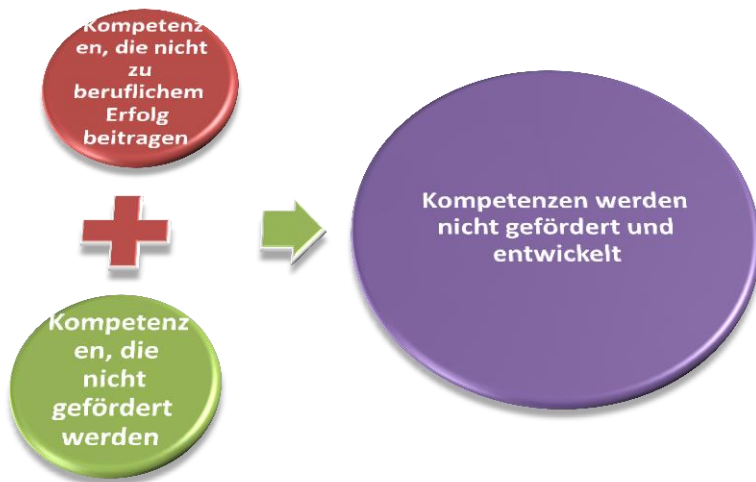 Kompetenz
en, die nicht
zu
beruflichem
Erfolg
beitragen
Kompetenz
en, die
nicht
gefördert
werden
Kompetenzen werden
nicht gefördert und
entwickelt